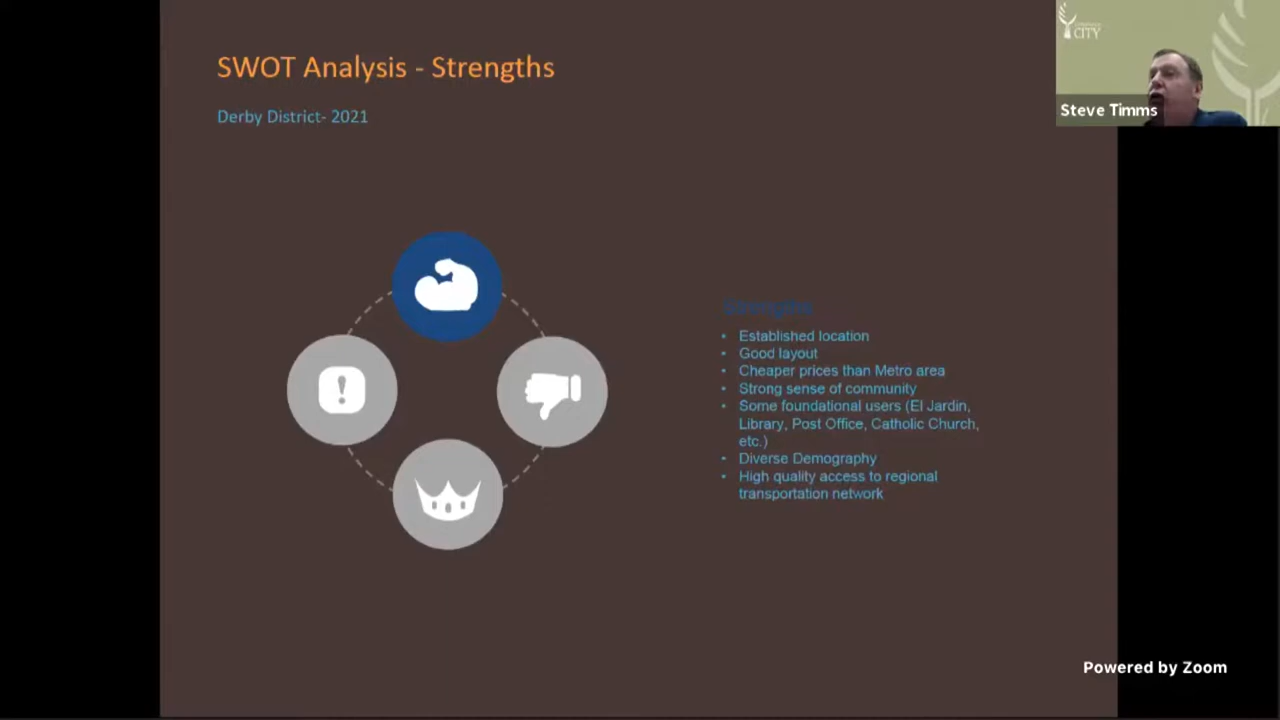 SWOT Analysis - Strengths
Derby District- 2021
CITY
Steve Timms
Strengths
• Established location
• Good layout
• Cheaper prices than Metro area
• Strong sense of community
• Some foundational users (El Jardin,
Library, Post Office, Catholic Church,
etc.)
• Diverse Demography
• High quality access to regional
transportation network
Powered by Zoom